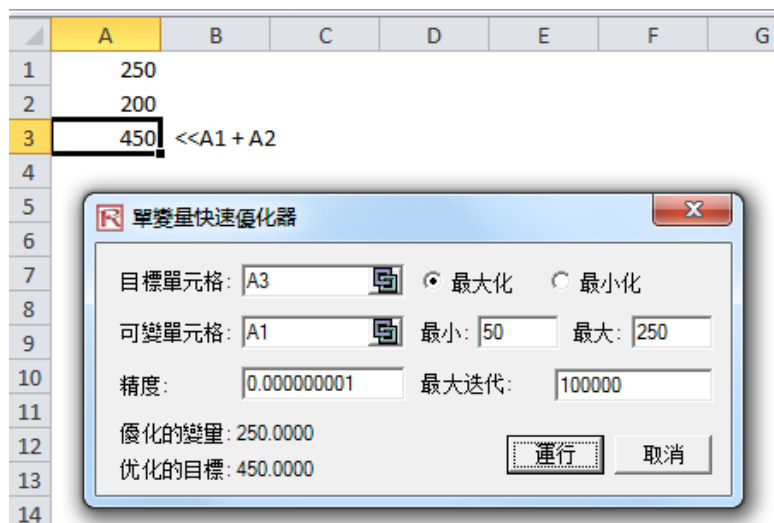 A B C D E F G
1 250
2 200
3 450 <<A1 + A2
4
5
R 單變量快速優化器
6
7
目標單元格: A3 最大化 最小化
8
可變單元格: A1 最小: 50 最大: 250
9
10
精度: 0.000000001 最大迭代: 100000
11
12
優化的變量: 250.0000
运行 取消
13
优化的目標: 450.0000
14